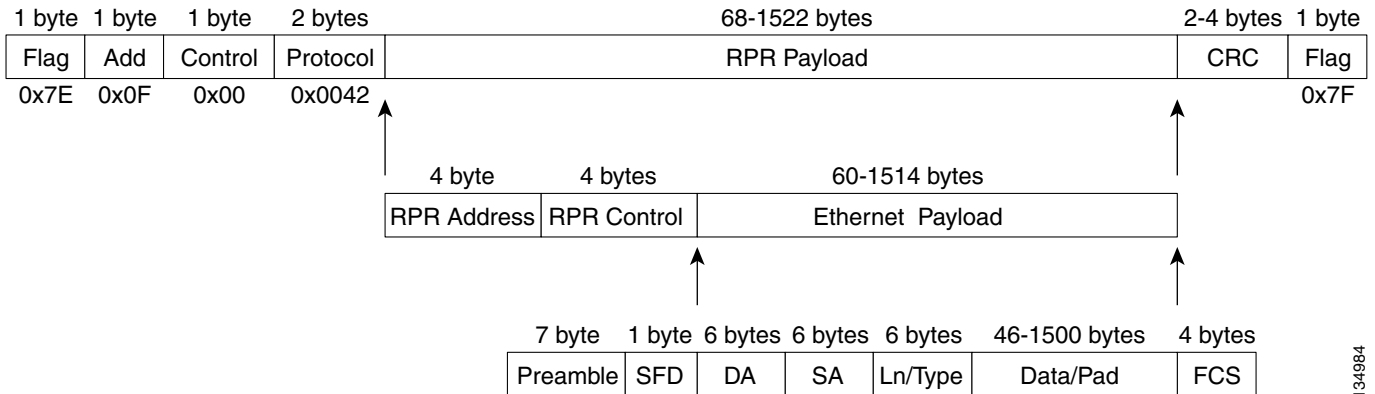 1 byte 1 byte 1 byte 2 bytes 68-1522 bytes 2-4 bytes 1 byte
Flag Add Control Protocol RPR Payload CRC Flag
0x7E 0x0F 0x00 0x0042 0x7F
4 byte 4 bytes 60-1514 bytes
RPR Address RPR Control Ethernet Payload
7 byte 1 byte 6 bytes 6 bytes 6 bytes 46-1500 bytes 4 bytes
Preamble SFD DA SA Ln/Type Data/Pad FCS
134984